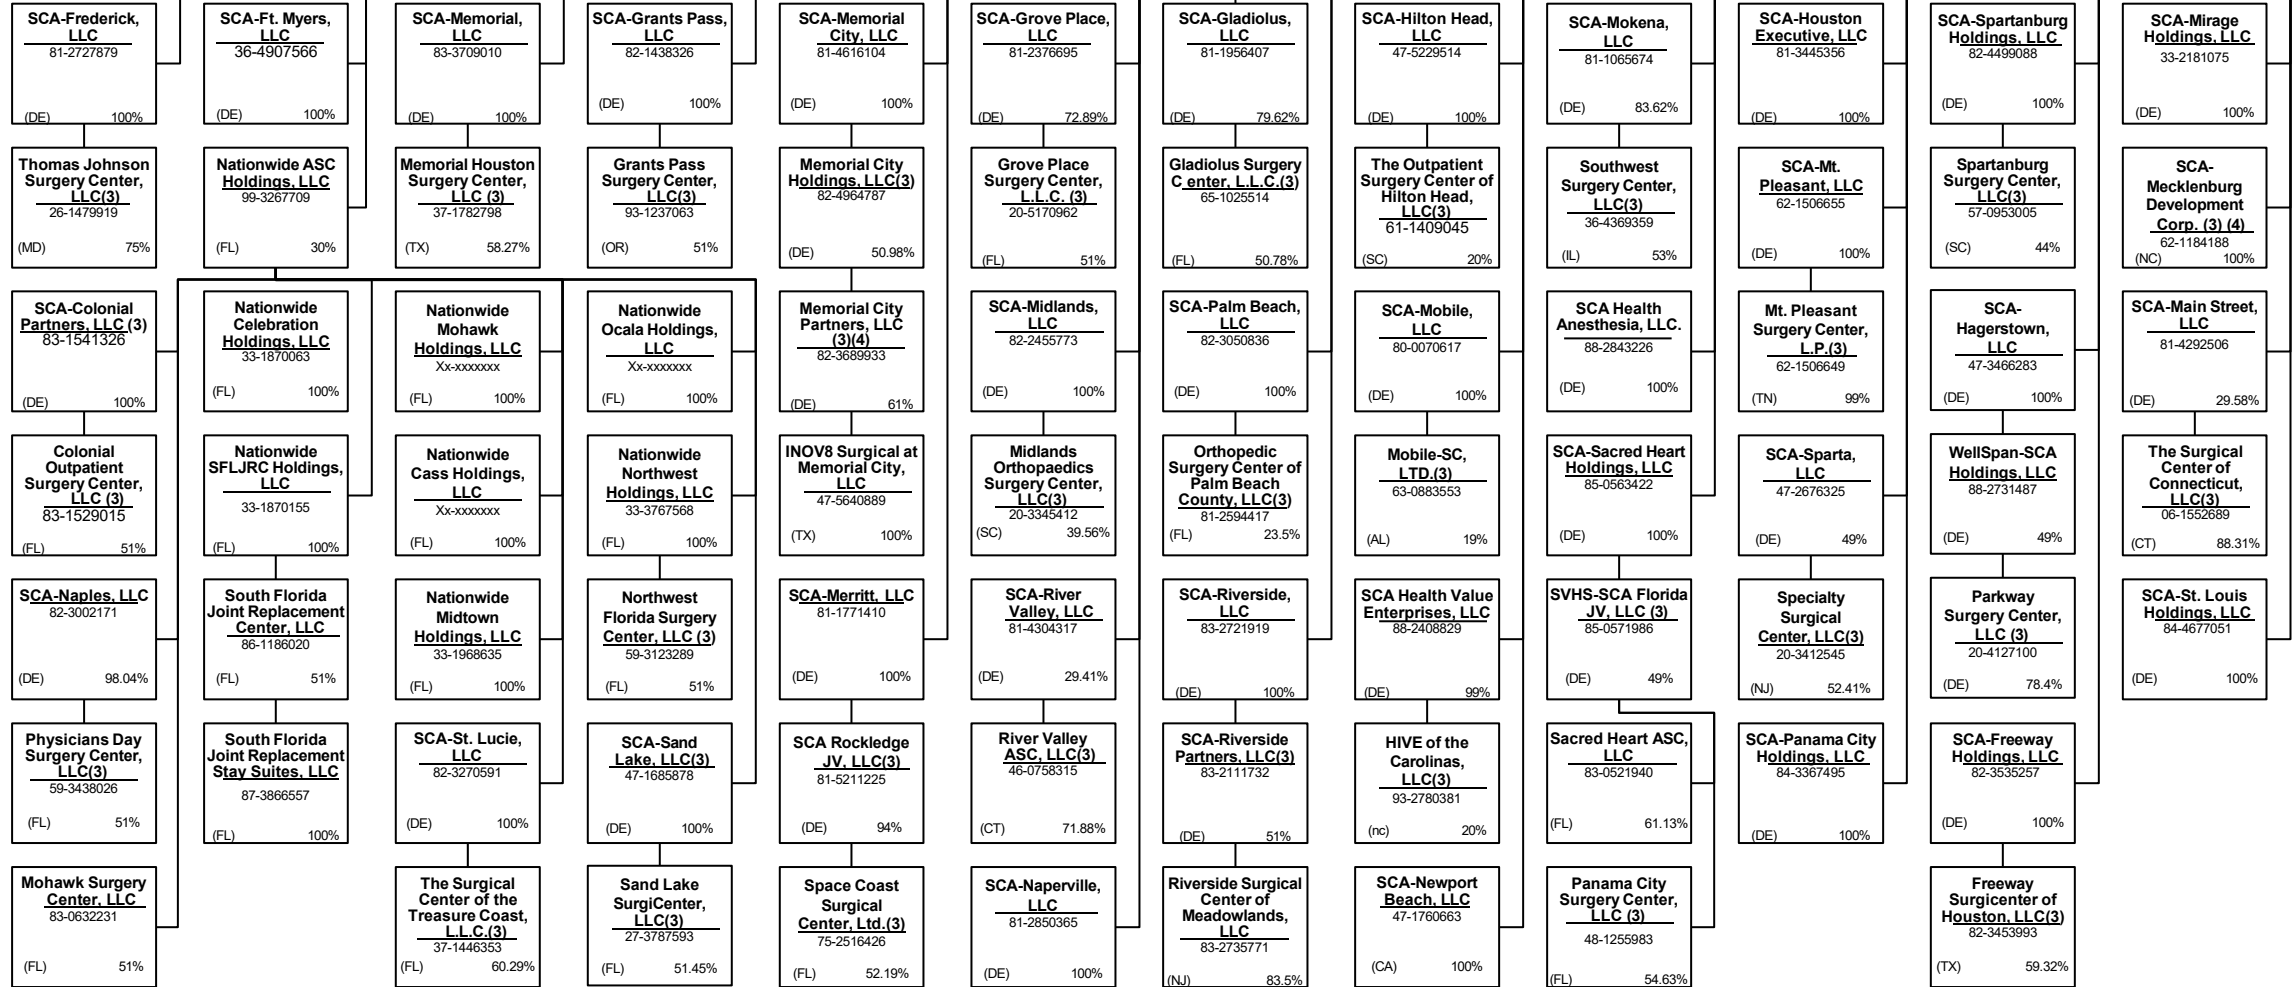 SCA-Frederick,
LLC
81-2727879
(DE) 100%
SCA-Ft. Myers,
LLC
36-4907566
(DE) 100%
SCA-Memorial,
LLC
83-3709010
(DE) 100%
SCA-Grants Pass,
LLC
82-1438326
(DE) 100%
SCA-Memorial
City, LLC
81-4616104
(DE) 100%
SCA-Grove Place,
LLC
81-2376695
(DE) 72.89%
SCA-Gladiolus,
LLC
81-1956407
(DE) 79.62%
SCA-Hilton Head,
LLC
47-5229514
(DE) 100%
SCA-Mokena,
LLC
81-1065674
(DE) 83.62%
SCA-Houston
Executive, LLC
81-3445356
(DE) 100%
SCA-Spartanburg
Holdings, LLC
82-4499088
(DE) 100%
SCA-Mirage
Holdings, LLC
33-2181075
(DE) 100%
Thomas Johnson
Surgery Center,
LLC(3)
26-1479919
(MD) 75%
Nationwide ASC
Holdings, LLC
99-3267709
(FL) 30%
Memorial Houston
Surgery Center,
LLC (3)
37-1782798
(TX) 58.27%
Grants Pass
Surgery Center,
LLC(3)
93-1237063
(OR) 51%
Memorial City
Holdings, LLC(3)
82-4964787
(DE) 50.98%
Grove Place
Surgery Center,
L.L.C. (3)
20-5170962
(FL) 51%
Gladiolus Surgery
Center, L.L.C.(3)
65-1025514
(FL) 50.78%
The Outpatient
Surgery Center of
Hilton Head,
LLC(3)
61-1409045
(SC) 20%
Southwest
Surgery Center,
LLC(3)
36-4369359
(IL) 53%
SCA-Mt.
Pleasant, LLC
62-1506655
(DE) 100%
Spartanburg
Surgery Center,
LLC(3)
57-0953005
(SC) 44%
SCA-
Mecklenburg
Development
Corp. (3) (4)
62-1184188
(NC) 100%
SCA-Colonial
Partners, LLC (3)
83-1541326
(DE) 100%
Nationwide
Celebration
Holdings, LLC
33-1870063
(FL) 100%
Nationwide
Mohawk
Holdings, LLC
Xx-xxxxxxx
(FL) 100%
Nationwide
Ocala Holdings,
LLC
Xx-xxxxxxx
(FL) 100%
Memorial City
Partners, LLC
(3)(4)
82-3689933
(DE) 61%
SCA-Midlands,
LLC
82-2455773
(DE) 100%
SCA-Palm Beach,
LLC
82-3050836
(DE) 100%
SCA-Mobile,
LLC
80-0070617
(DE) 100%
SCA Health
Anesthesia, LLC.
88-2843226
(DE) 100%
Mt. Pleasant
Surgery Center,
L.P.(3)
62-1506649
(TN) 99%
SCA-
Hagerstown,
LLC
47-3466283
(DE) 100%
SCA-Main Street,
LLC
81-4292506
(DE) 29.58%
Colonial
Outpatient
Surgery Center,
LLC (3)
83-1529015
(FL) 51%
Nationwide
SFLJRC Holdings,
LLC
33-1870155
(FL) 100%
Nationwide
Cass Holdings,
LLC
Xx-xxxxxxx
(FL) 100%
Nationwide
Northwest
Holdings, LLC
33-3767568
(FL) 100%
INOV8 Surgical at
Memorial City,
LLC
47-5640889
(TX) 100%
Midlands
Orthopaedics
Surgery Center,
LLC(3)
20-3345412
(SC) 39.56%
Orthopedic
Surgery Center of
Palm Beach
County, LLC(3)
81-2594417
(FL) 23.5%
Mobile-SC,
LTD.(3)
63-0883553
(AL) 19%
SCA-Sacred Heart
Holdings, LLC
85-0563422
(DE) 100%
SCA-Sparta,
LLC
47-2676325
(DE) 49%
WellSpan-SCA
Holdings, LLC
88-2731487
(DE) 49%
The Surgical
Center of
Connecticut,
LLC(3)
06-1552689
(CT) 88.31%
SCA-Naples, LLC
82-3002171
(DE) 98.04%
South Florida
Joint Replacement
Center, LLC
86-1186020
(FL) 51%
Nationwide
Midtown
Holdings, LLC
33-1968635
(FL) 100%
Northwest
Florida Surgery
Center, LLC (3)
59-3123289
(FL) 51%
SCA-Merritt, LLC
81-1771410
(DE) 100%
SCA-River
Valley, LLC
81-4304317
(DE) 29.41%
SCA-Riverside,
LLC
83-2721919
(DE) 100%
SCA Health Value
Enterprises, LLC
88-2408829
(DE) 99%
SVHS-SCA Florida
JV, LLC (3)
85-0571986
(DE) 49%
Specialty
Surgical
Center, LLC(3)
20-3412545
(NJ) 52.41%
Parkway
Surgery Center,
LLC (3)
20-4127100
(DE) 78.4%
SCA-St. Louis
Holdings, LLC
84-4677051
(DE) 100%
Physicians Day
Surgery Center,
LLC(3)
59-3438026
(FL) 51%
South Florida
Joint Replacement
Stay Suites, LLC
87-3866557
(FL) 100%
SCA-St. Lucie,
LLC
82-3270591
(DE) 100%
SCA-Sand
Lake, LLC(3)
47-1685878
(DE) 100%
SCA Rockledge
JV, LLC(3)
81-5211225
(DE) 94%
River Valley
ASC, LLC(3)
46-0758315
(CT) 71.88%
SCA-Riverside
Partners, LLC(3)
83-2111732
(DE) 51%
HIVE of the
Carolinas,
LLC(3)
93-2780381
(nc) 20%
Sacred Heart ASC,
LLC
83-0521940
(FL) 61.13%
SCA-Panama City
Holdings, LLC
84-3367495
(DE) 100%
SCA-Freeway
Holdings, LLC
82-3535257
(DE) 100%
Mohawk Surgery
Center, LLC
83-0632231
(FL) 51%
The Surgical
Center of the
Treasure Coast,
L.L.C.(3)
37-1446353
(FL) 60.29%
Sand Lake
SurgiCenter,
LLC(3)
27-3787593
(FL) 51.45%
Space Coast
Surgical
Center, Ltd.(3)
75-2516426
(FL) 52.19%
SCA-Naperville,
LLC
81-2850365
(DE) 100%
Riverside Surgical
Center of
Meadowlands,
LLC
83-2735771
(NJ) 83.5%
SCA-Newport
Beach, LLC
47-1760663
(CA) 100%
Panama City
Surgery Center,
LLC (3)
48-1255983
(FL) 54.63%
Freeway
Surgicenter of
Houston, LLC(3)
82-3453993
(TX) 59.32%